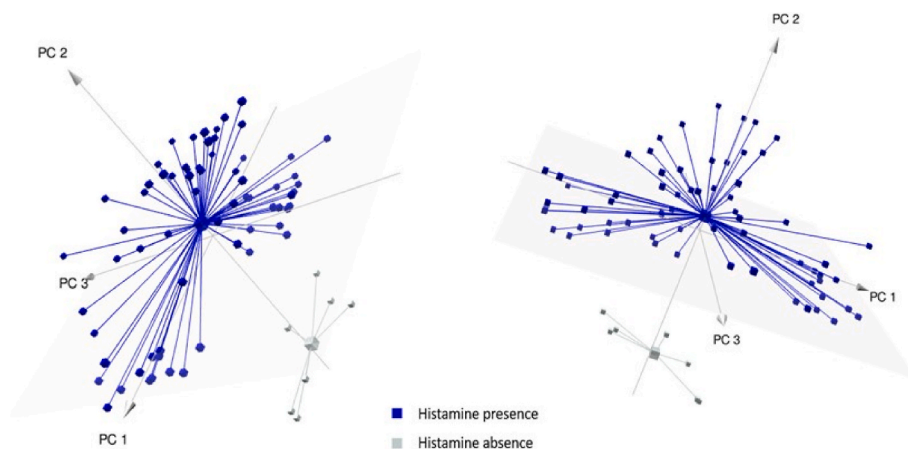 PC 2
PC 3
PC 1
PC 2
PC 1
PC 3
Histamine presence
Histamine absence